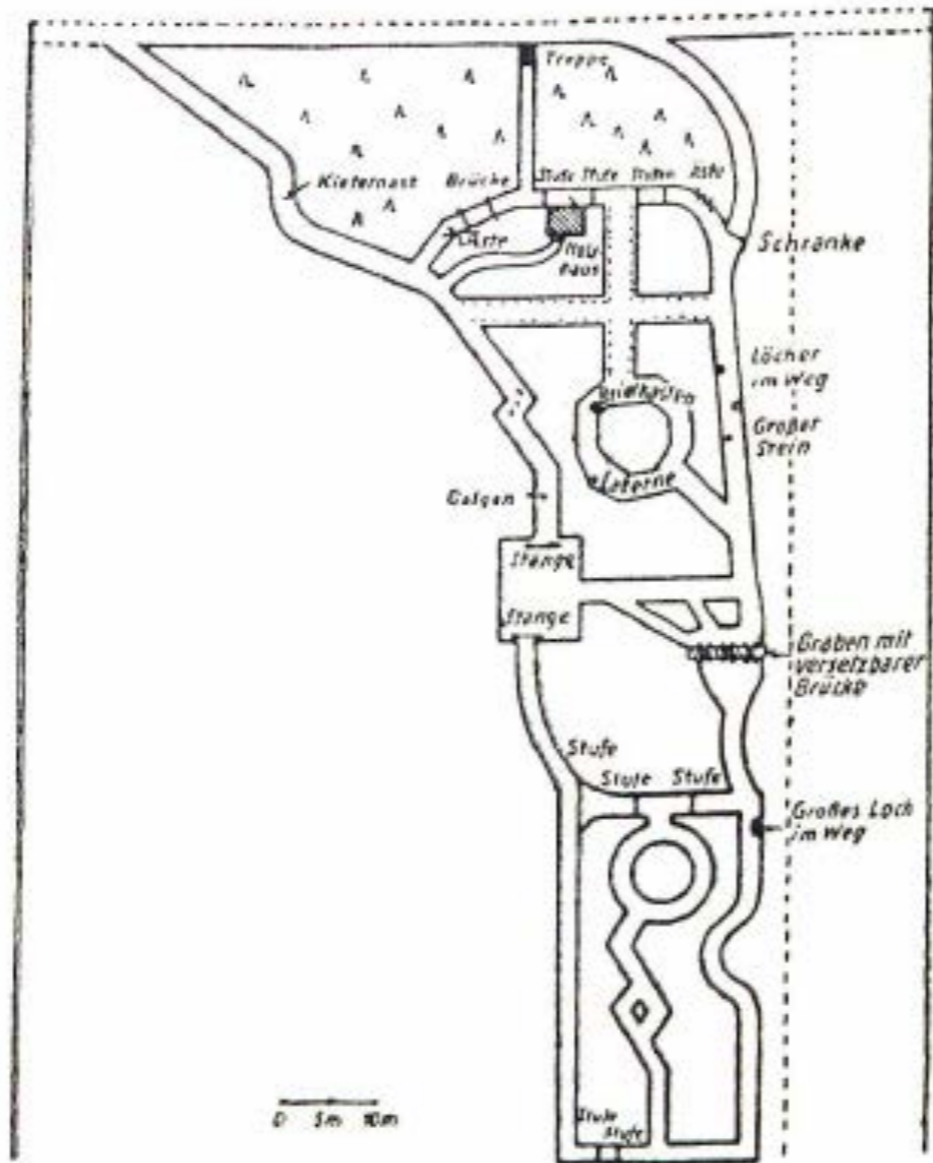 Treppe
Kiefernast
Brücke
Stufe Stufe Stufen Äste
Äste
Holz-
haus
Schranke
Löcher
im Weg
Briefkasten
Großer
Stein
Laterne
Galgen
Stange
Stange
Graben mit
versetzbarer
Brücke
Stufe
Stufe Stufe
Großes Loch
im Weg
0 5m 10m
Stufe
Stufe